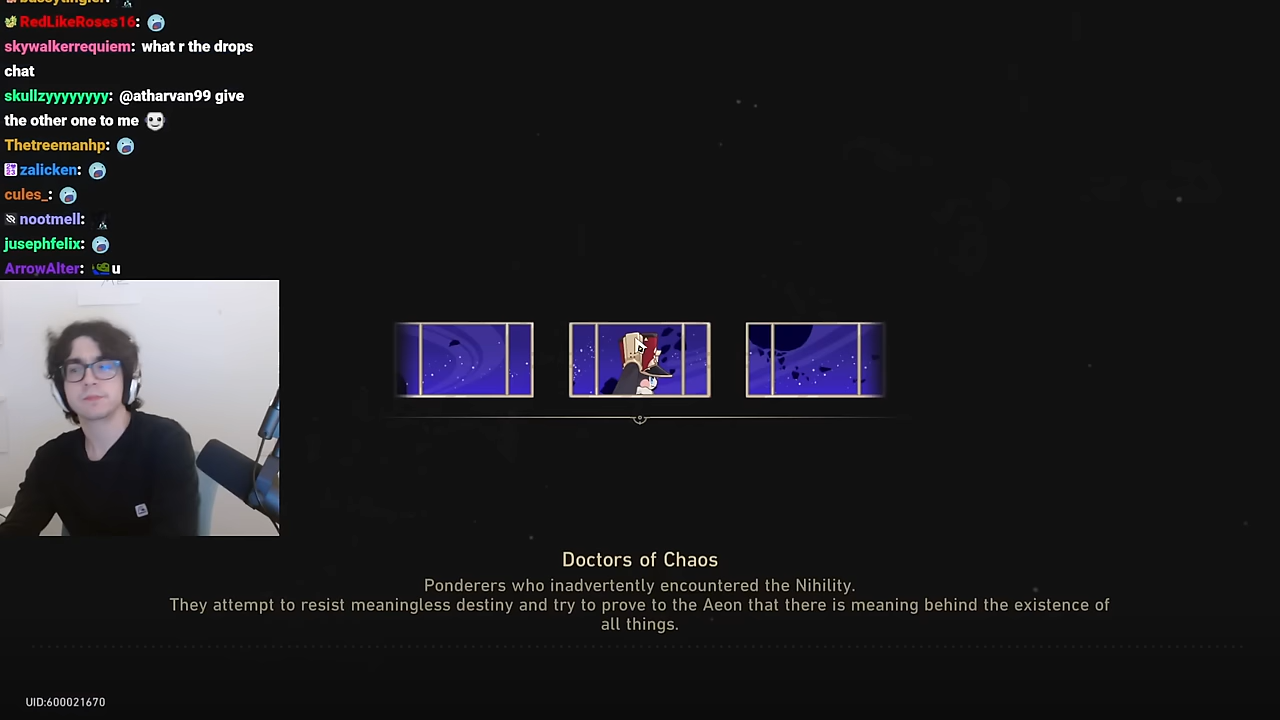 RedLikeRoses16:
skywalkerrequiem: what r the drops
chat
skullzyyyyyyyy: @atharvan99 give
the other one to me
Thetreemanhp:
zalicken:
cules_:
nootmell:
jusephfelix:
ArrowAlter: u
Doctors of Chaos
Ponderers who inadvertently encountered the Nihility.
They attempt to resist meaningless destiny and try to prove to the Aeon that there is meaning behind the existence of
all things.
UID:600021670